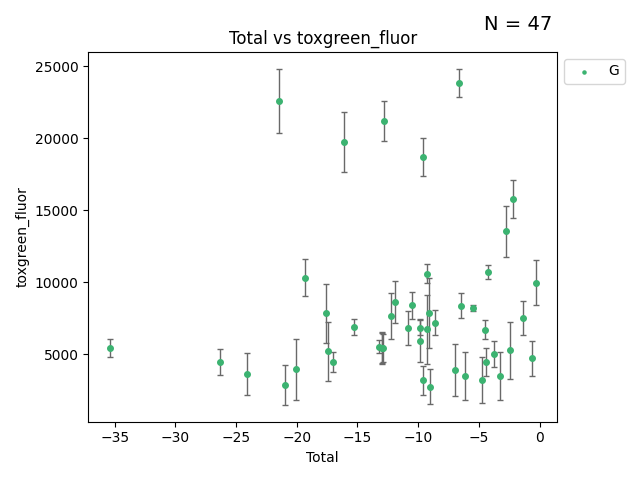 N = 47
Total vs toxgreen_fluor
G
25000
20000
15000
10000
5000
toxgreen_fluor
−35 −30 −25 −20 −15 −10 −5 0
Total